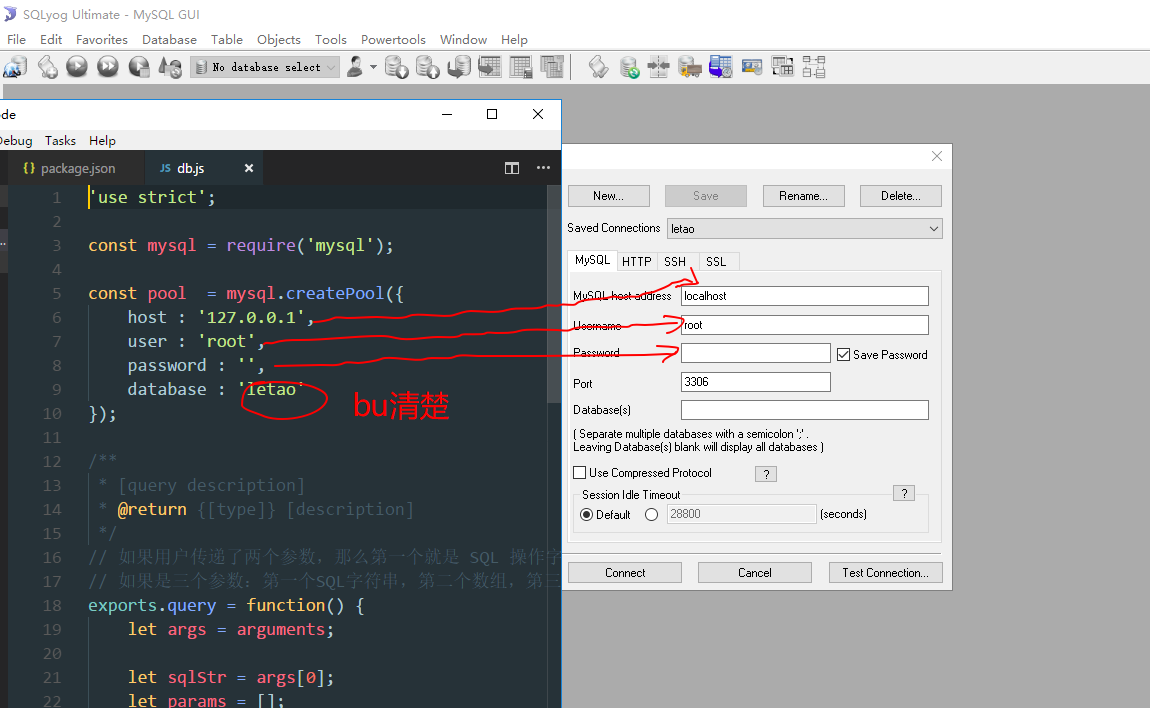 SQLyog Ultimate - MySQL GUI
File Edit Favorites Database Table Objects Tools Powertools Window Help
No database select
de
Debug Tasks Help
{} package.json JS db.js
1 'use strict';
2
3 const mysql = require('mysql');
4
5 const pool = mysql.createPool({
6 host : '127.0.0.1',
7 user : 'root',
8 password : '',
9 database : 'letao'
10 });
11
12 /**
13 * [query description]
14 * @return {[type]} [description]
15 */
16 // 如果用户传递了两个参数，那么第一个就是 SQL 操作字
17 // 如果是三个参数：第一个SQL字符串，第二个数组，第三
18 exports.query = function() {
19 let args = arguments;
20
21 let sqlStr = args[0];
22 let params = [];
bu清楚
New... Save Rename... Delete...
Saved Connections letao
MySQL HTTP SSH SSL
MySQL host address localhost
Username root
Password Save Password
Port 3306
Database(s)
( Separate multiple databases with a semicolon ';' .
Leaving Database(s) blank will display all databases )
Use Compressed Protocol ?
Session Idle Timeout ?
Default 28800 (seconds)
Connect Cancel Test Connection...